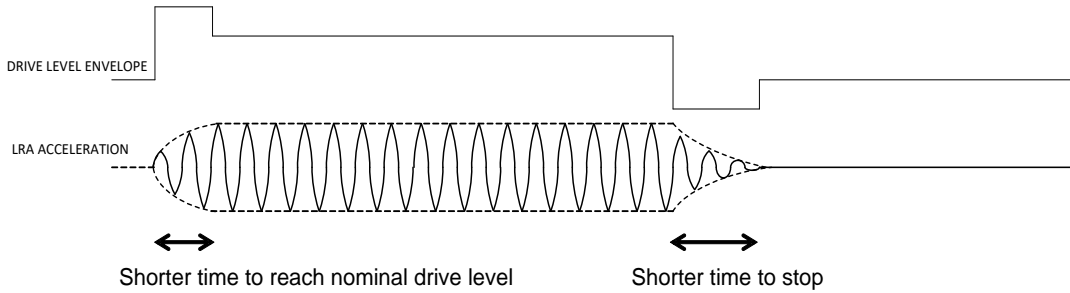 DRIVE LEVEL ENVELOPE
LRA ACCELERATION
Shorter time to reach nominal drive level
Shorter time to stop